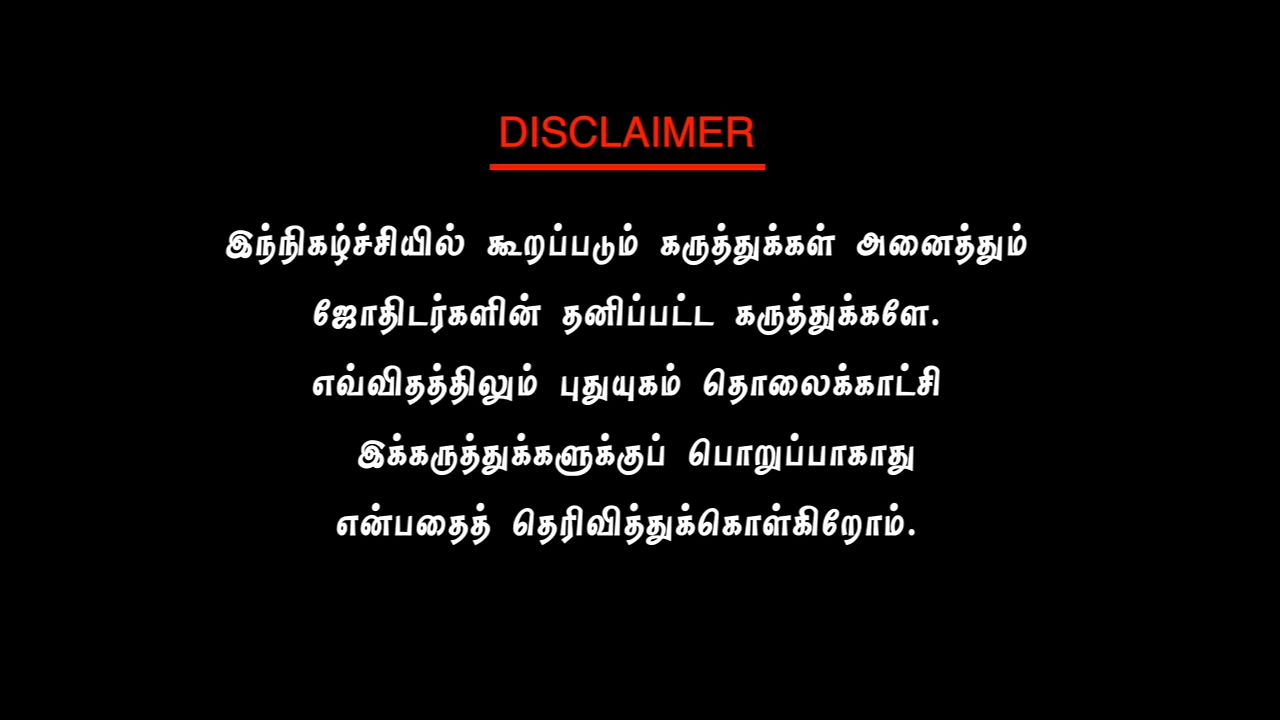 DISCLAIMER
இந்நிகழ்ச்சியில் கூறப்படும் கருத்துக்கள் அனைத்தும்
ஜோதிடர்களின் தனிப்பட்ட கருத்துக்களே.
எவ்விதத்திலும் புதுயுகம் தொலைக்காட்சி
இக்கருத்துக்களுக்குப் பொறுப்பாகாது
என்பதைத் தெரிவித்துக்கொள்கிறோம்.